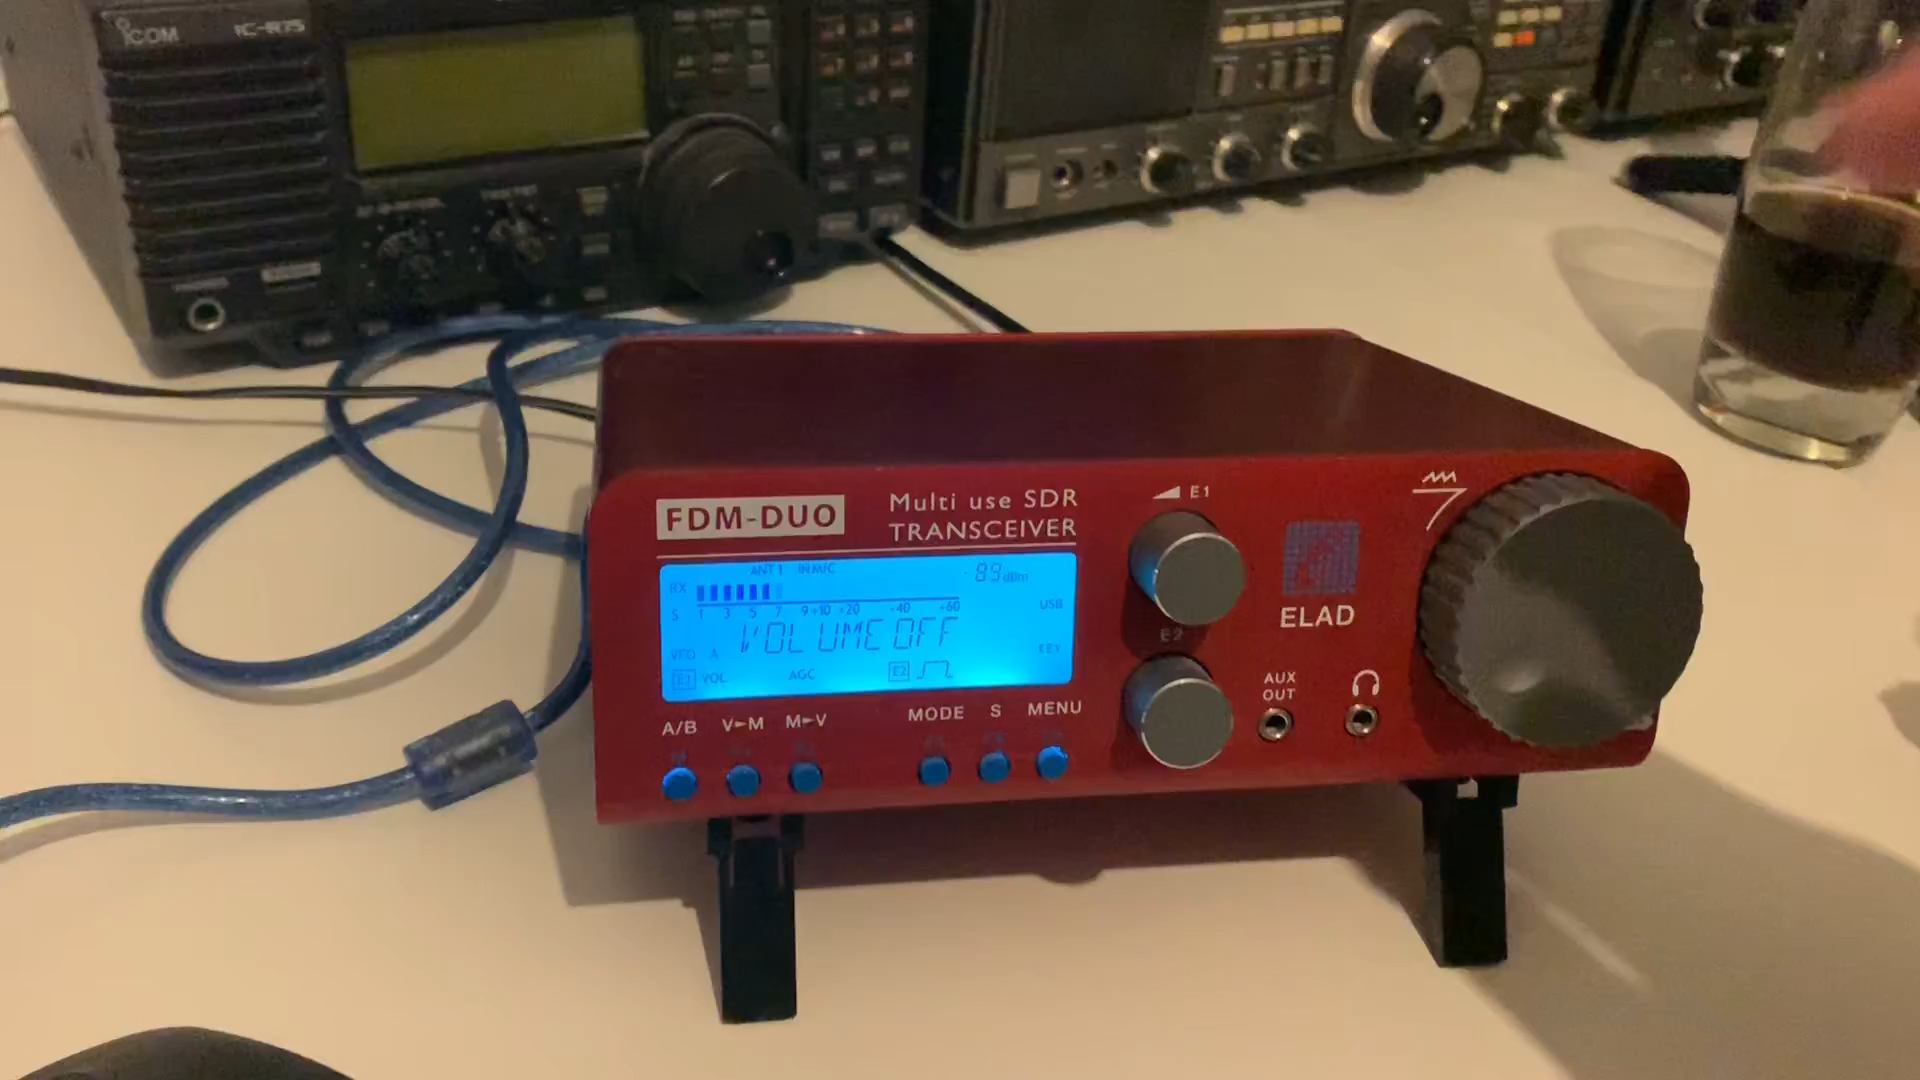 ICOM IC-R75
FDM-DUO
Multi use SDR
TRANSCEIVER
E1
ANT 1 IN MIC
-89 dBm
RX
S 1 3 5 7 9 +10 +20 +40 +60
USB
VOLUME OFF
VFO A
KEY
E1 VOL AGC E2
E2
ELAD
AUX
OUT
A/B V►M M►V MODE S MENU